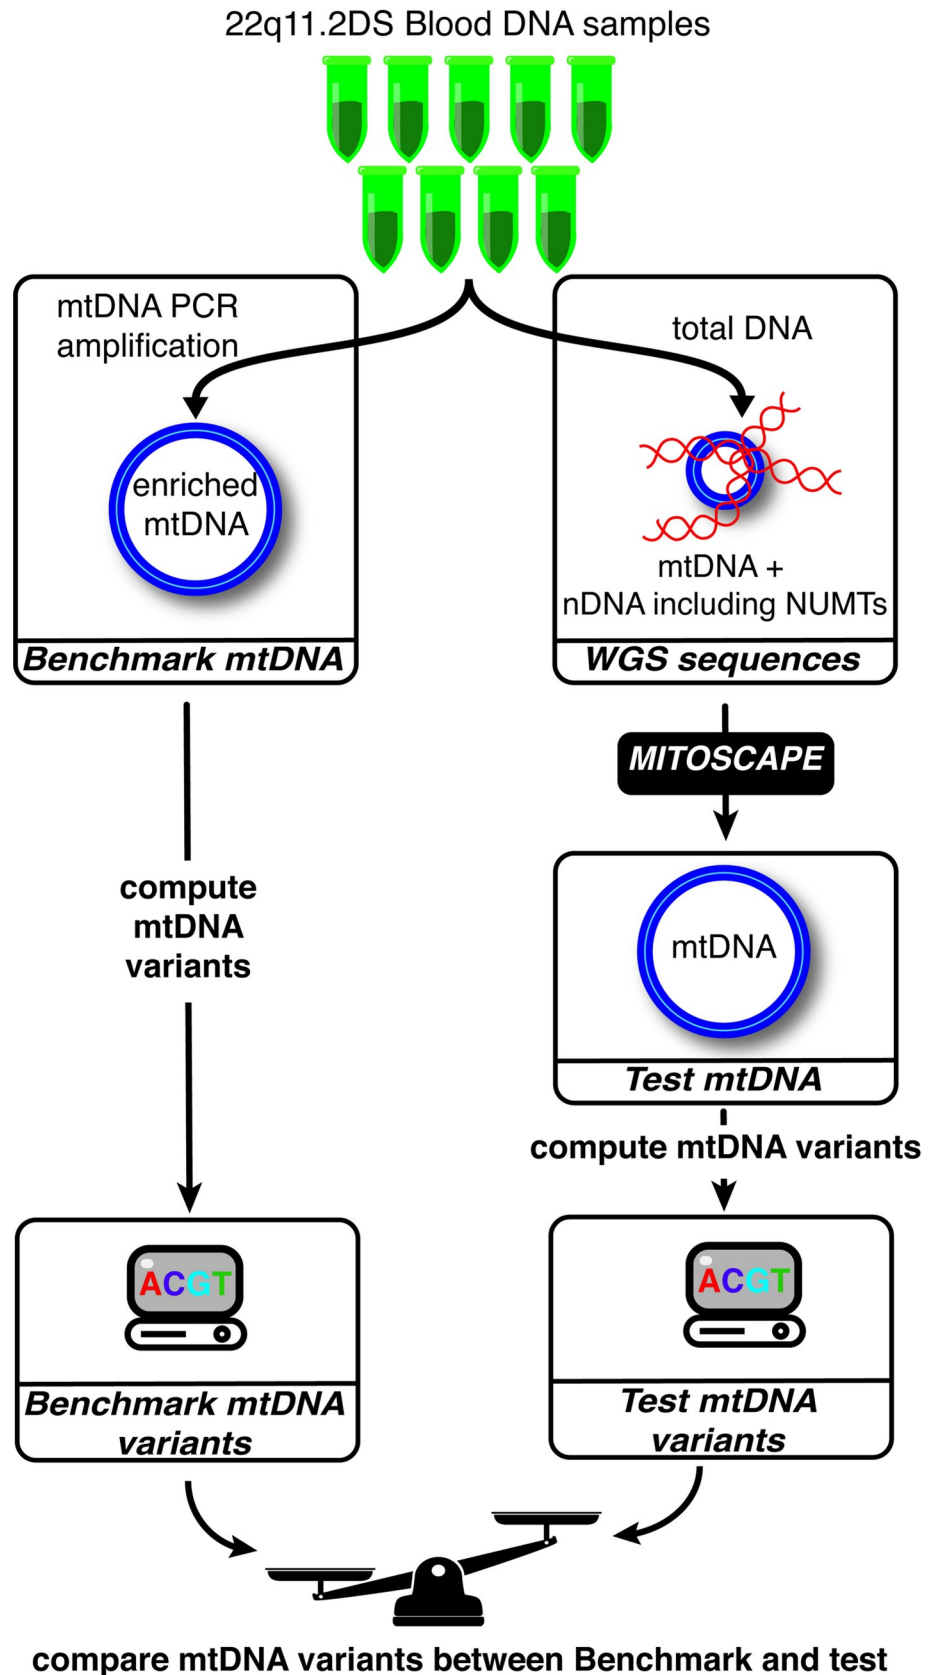 22q11.2DS Blood DNA samples
mtDNA PCR
amplification
enriched
mtDNA
Benchmark mtDNA
total DNA
mtDNA +
nDNA including NUMTs
WGS sequences
MITOSCAPE
mtDNA
Test mtDNA
compute
mtDNA
variants
compute mtDNA variants
ACGT
Benchmark mtDNA
variants
ACGT
Test mtDNA
variants
compare mtDNA variants between Benchmark and test